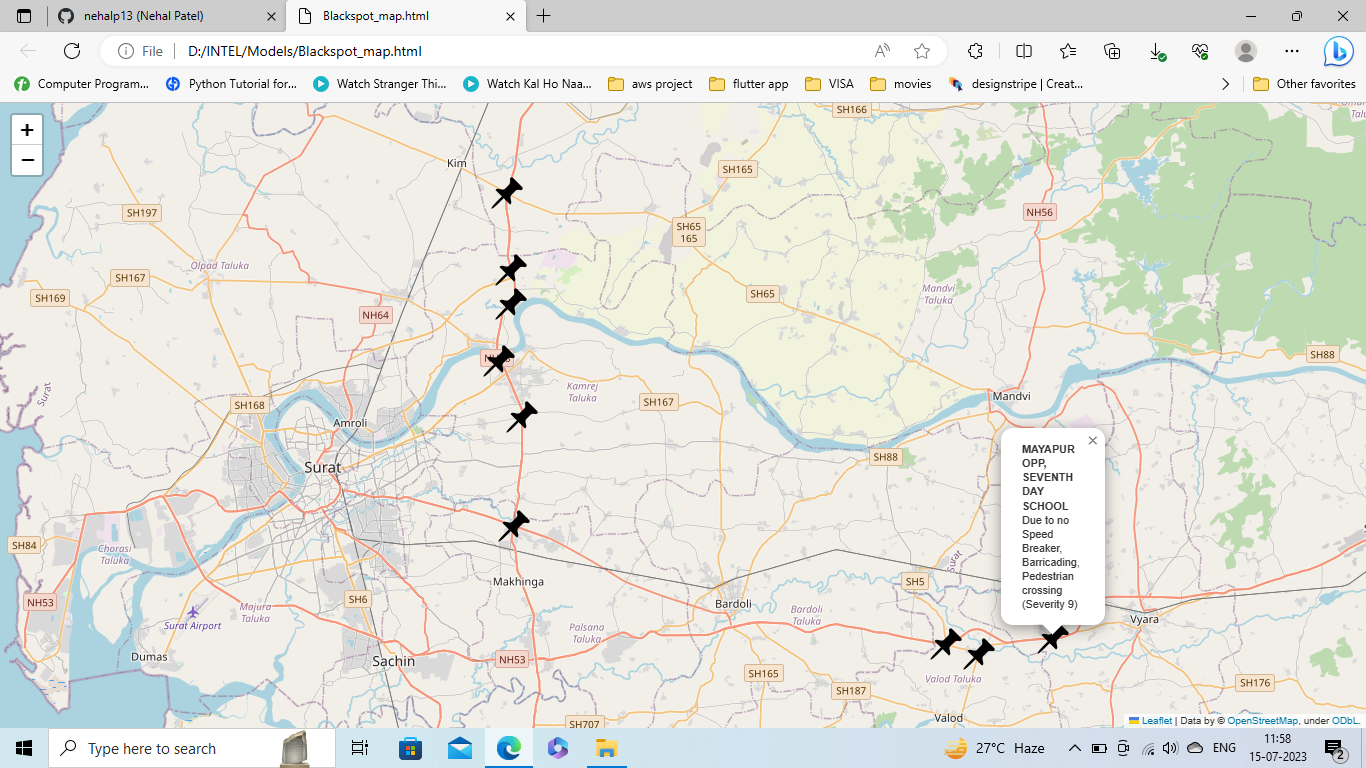 nehalp13 (Nehal Patel)
Blackspot_map.html
File
D:/INTEL/Models/Blackspot_map.html
Computer Program...
Python Tutorial for...
Watch Stranger Thi...
Watch Kal Ho Naa...
aws project
flutter app
VISA
movies
designstripe | Creat...
Other favorites
+
−
SH166
Kim
SH165
SH197
NH56
SH65
165
Olpad Taluka
SH167
SH169
Mandvi
Taluka
SH65
NH64
SH88
Surat
Kamrej
Taluka
Mandvi
SH168
SH167
Amroli
SH88
Surat
MAYAPUR
OPP,
SEVENTH
DAY
SCHOOL
Due to no
Speed
Breaker,
Barricading,
Pedestrian
crossing
(Severity 9)
SH84
Chorasi
Taluka
Surat
Makhinga
SH5
NH53
SH6
Majura
Taluka
Bardoli
Bardoli
Taluka
Vyara
Surat Airport
Palsana
Taluka
Dumas
Sachin
NH53
SH165
Valod Taluka
SH176
SH187
Valod
SH707
Leaflet | Data by © OpenStreetMap, under ODbL.
Type here to search
27°C Haze
ENG
11:58
15-07-2023
2